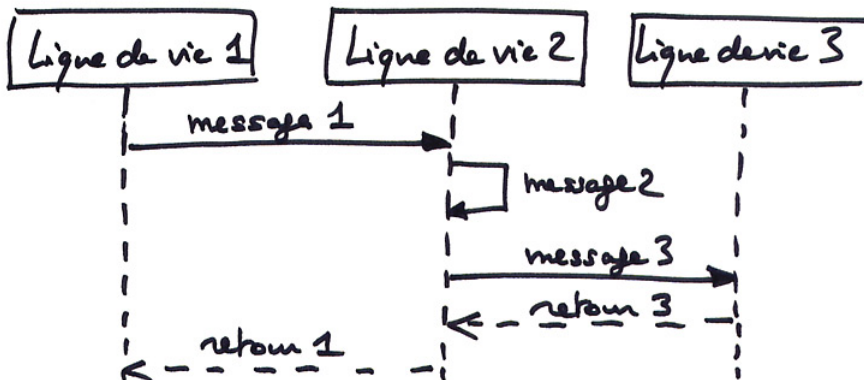 Ligne de vie 1
Ligne de vie 2
Ligne de vie 3
message 1
message 2
message 3
retour 3
retour 1